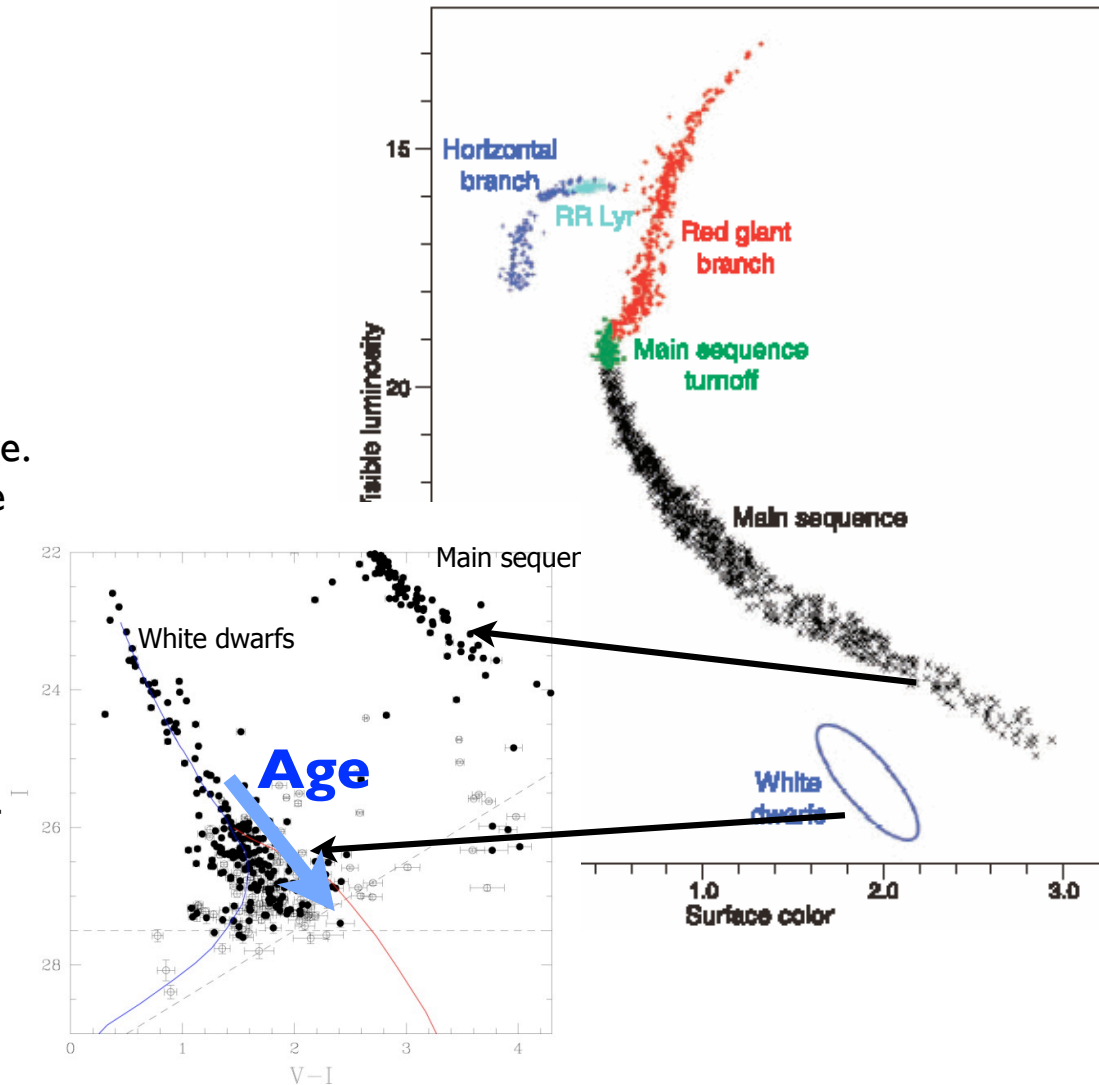 15
Horizontal
branch
RR Lyr
Red giant
branch
Main sequence
turnoff
isible luminosity
20
Main sequence
White
dwarfs
1.0
2.0
3.0
Surface color
e.
e
22
24
26
28
I
Main sequen
White dwarfs
Age
0
1
2
3
4
V-I